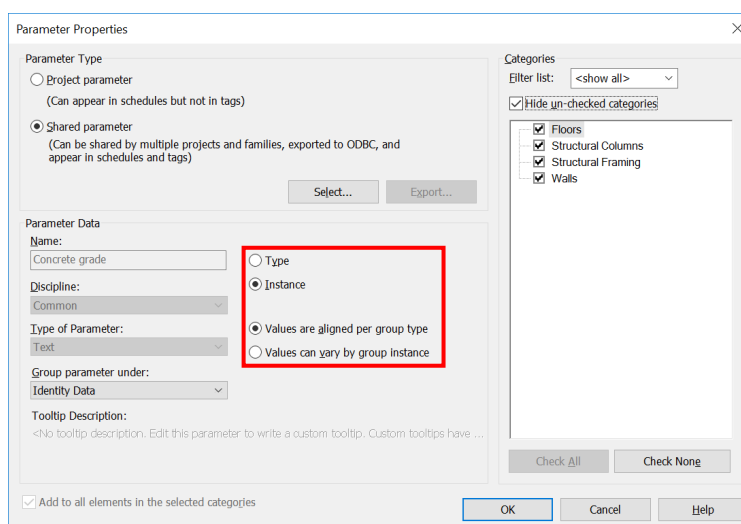 Parameter Properties
Parameter Type
Project parameter
(Can appear in schedules but not in tags)
Shared parameter
(Can be shared by multiple projects and families, exported to ODBC, and
appear in schedules and tags)
Select...
Export...
Parameter Data
Name:
Concrete grade
Discipline:
Common
Type of Parameter:
Text
Group parameter under:
Identity Data
Tooltip Description:
<No tooltip description. Edit this parameter to write a custom tooltip. Custom tooltips have ...
Type
Instance
Values are aligned per group type
Values can vary by group instance
Add to all elements in the selected categories
Categories
Filter list:
<show all>
Hide un-checked categories
Floors
Structural Columns
Structural Framing
Walls
Check All
Check None
OK
Cancel
Help